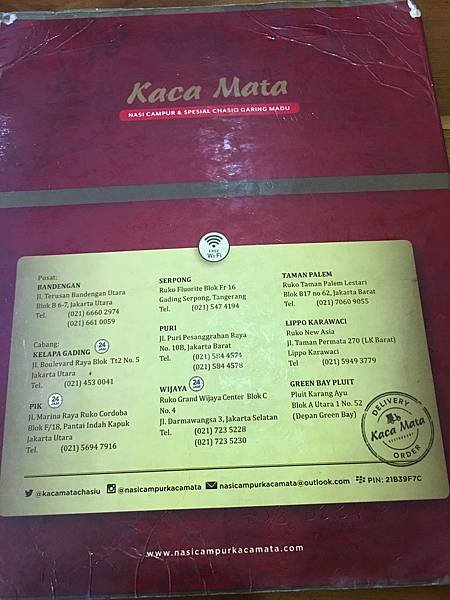 Kaca Mata
NASI CAMPUR & SPESIAL CHASIO GARING MADU
FREE
Wi-Fi
Pusat:
BANDENGAN
Jl. Terusan Bandengan Utara
Blok B 6-7, Jakarta Utara
Tel. (021) 6660 2974
(021) 661 0059
Cabang:
KELAPA GADING 24
Jl. Boulevard Raya Blok Tt2 No. 5
Jakarta Utara
Tel. (021) 453 0041
PIK 24
Jl. Marina Raya Ruko Cordoba
Blok F/18, Pantai Indah Kapuk
Jakarta Utara
Tel. (021) 5694 7916
SERPONG
Ruko Fluorite Blok Fr 16
Gading Serpong, Tangerang
Tel. (021) 547 4194
PURI
Jl. Puri Pesanggrahan Raya
No. 10B, Jakarta Barat
Tel. (021) 584 4574
(021) 584 4578
WIJAYA 24
Ruko Grand Wijaya Center Blok C
No. 4
Jl. Darmawangsa 3, Jakarta Selatan
Tel. (021) 723 5228
(021) 723 5230
TAMAN PALEM
Ruko Taman Palem Lestari
Blok B17 no 62, Jakarta Barat
Tel. (021) 7060 9055
LIPPO KARAWACI
Ruko New Asia
Jl. Taman Permata 270 (LK Barat)
Lippo Karawaci
Tel (021) 5949 3779
GREEN BAY PLUIT
Pluit Karang Ayu
Blok A Utara 1 No. 52
(Depan Green Bay)
DELIVERY
Kaca Mata
RESTAURANT
ORDER
@kacamatachasiu @nasicampurkacamata nasicampurkacamata@outlook.com PIN: 21B39F7C
www.nasicampurkacamata.com